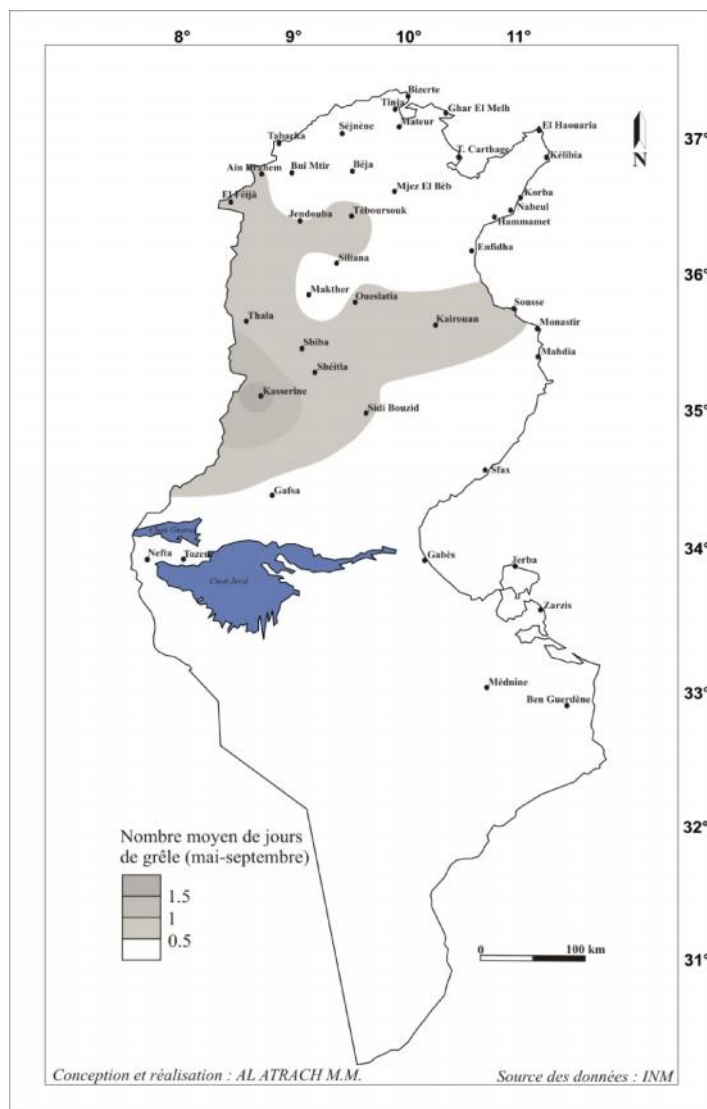 8° 9° 10° 11°
Bizerte
Tinja
Ghar El Melh
Mateur
El Haouaria
Séjnène
Tabarka
37°
T. Carthage
N
Béja
Kélibia
Ain Drahem
Bni Mtir
Mjez El Bèb
El Féijà
Korba
Nabeul
Téboursouk
Jendouba
Hammamet
Enfidha
Siliana
36°
Makther
Oueslatia
Sousse
Thala
Kairouan
Monastir
Sbiba
Mahdia
Sbéïtla
Kasserine
Sidi Bouzid
35°
Sfax
Gafsa
Nefta
Tozeur
Gabès
Jerba
34°
Chott Jerid
Zarzis
Médnine
33°
Ben Guerdène
Nombre moyen de jours
de grêle (mai-septembre)
32°
1.5
1
0.5
0 100 km
31°
Conception et réalisation : AL ATRACH M.M. Source des données : INM